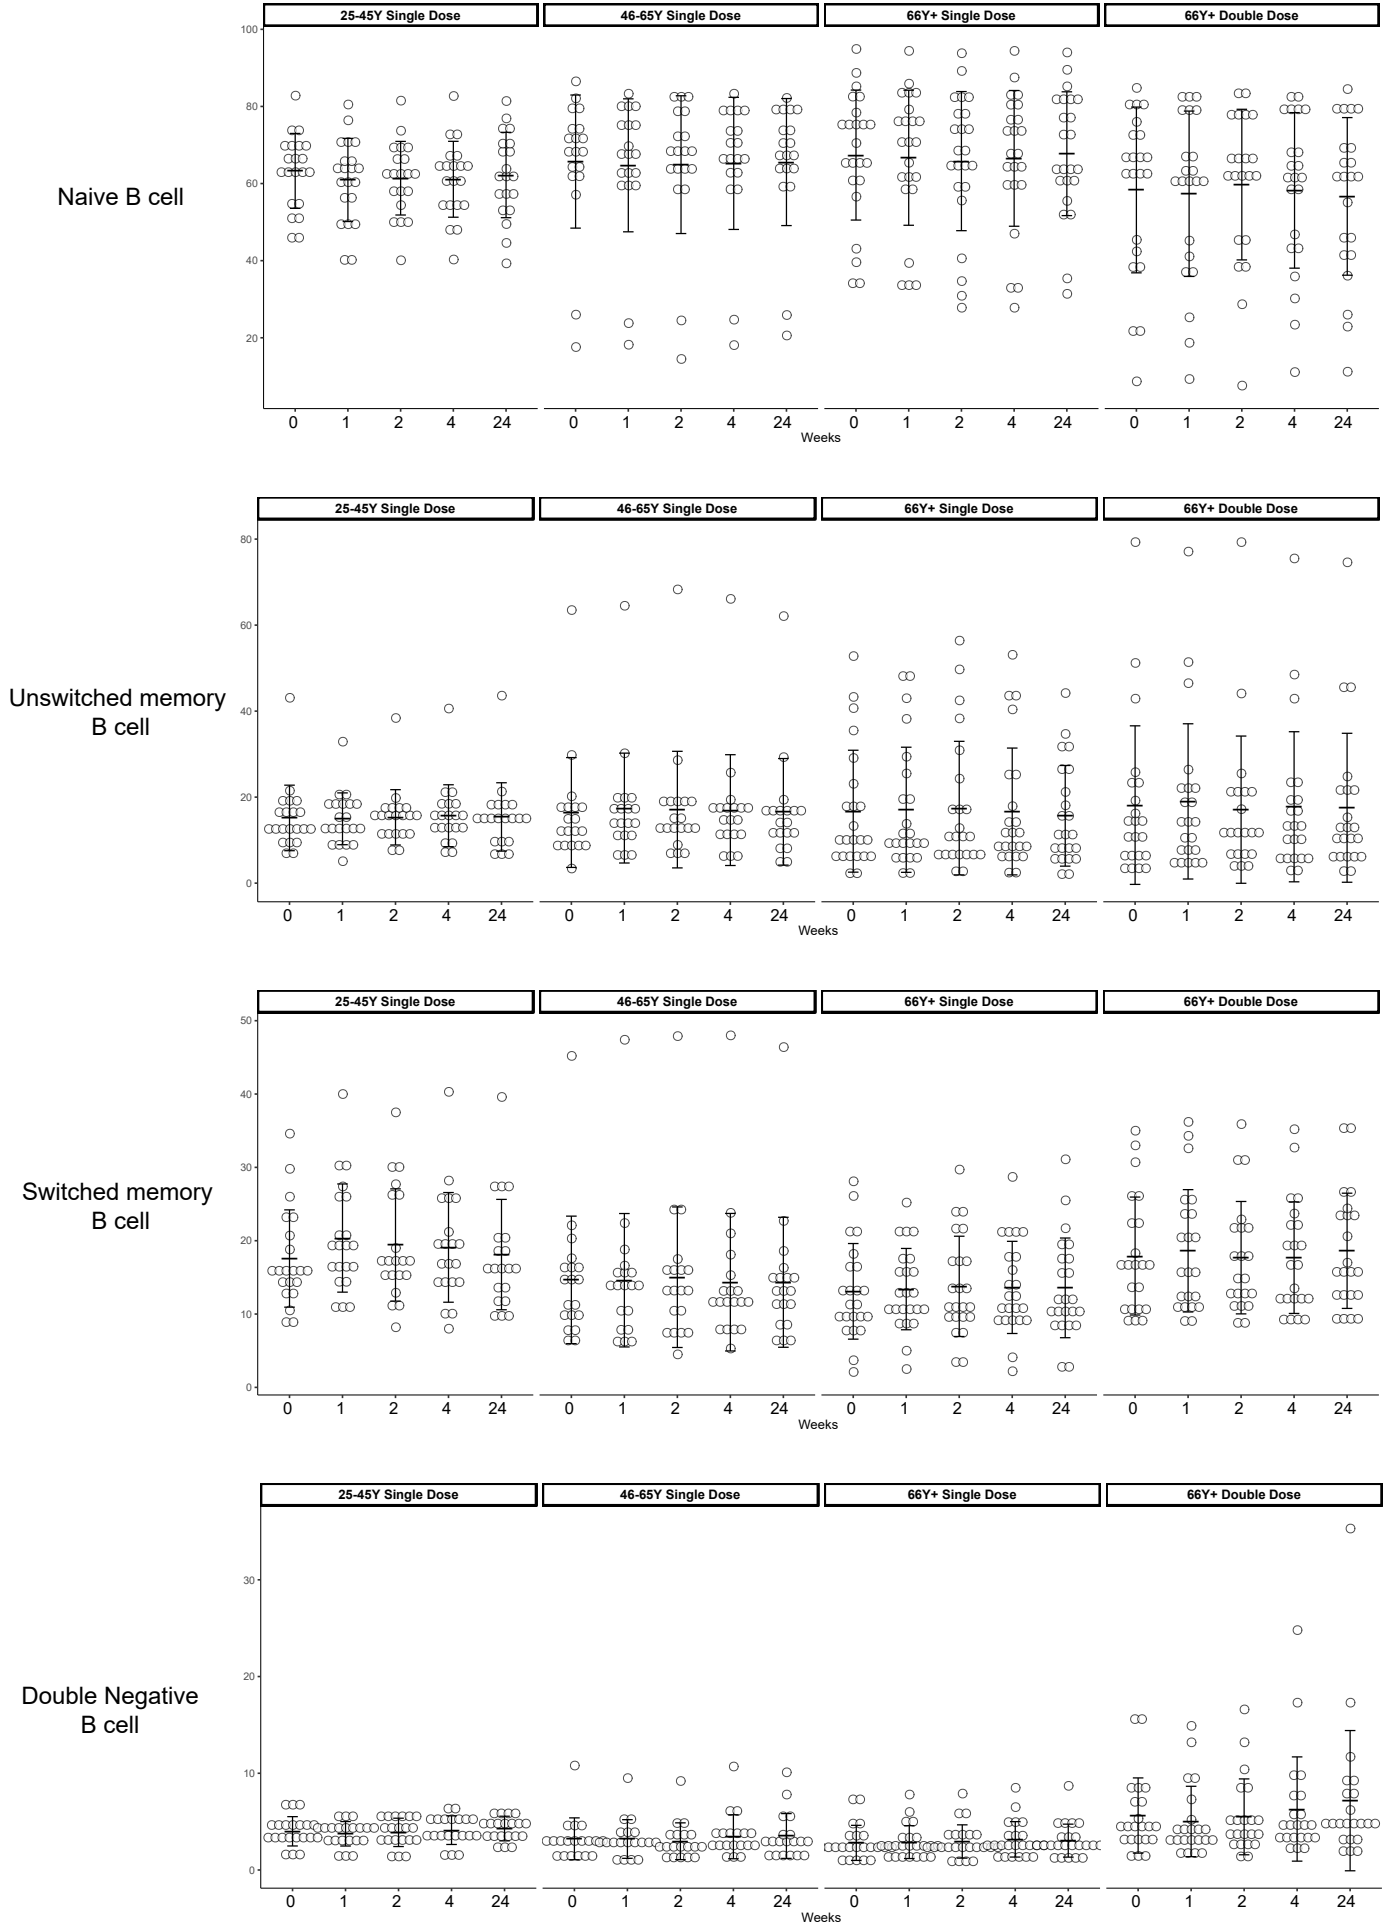 25-45Y Single Dose 46-65Y Single Dose 66Y+ Single Dose 66Y+ Double Dose
100
80
60
40
20
Naive B cell
0 1 2 4 24 0 1 2 4 24 0 1 2 4 24 0 1 2 4 24
Weeks
25-45Y Single Dose 46-65Y Single Dose 66Y+ Single Dose 66Y+ Double Dose
80
60
40
20
0
Unswitched memory
B cell
0 1 2 4 24 0 1 2 4 24 0 1 2 4 24 0 1 2 4 24
Weeks
25-45Y Single Dose 46-65Y Single Dose 66Y+ Single Dose 66Y+ Double Dose
50
40
30
20
10
0
Switched memory
B cell
0 1 2 4 24 0 1 2 4 24 0 1 2 4 24 0 1 2 4 24
Weeks
25-45Y Single Dose 46-65Y Single Dose 66Y+ Single Dose 66Y+ Double Dose
30
20
10
0
Double Negative
B cell
0 1 2 4 24 0 1 2 4 24 0 1 2 4 24 0 1 2 4 24
Weeks